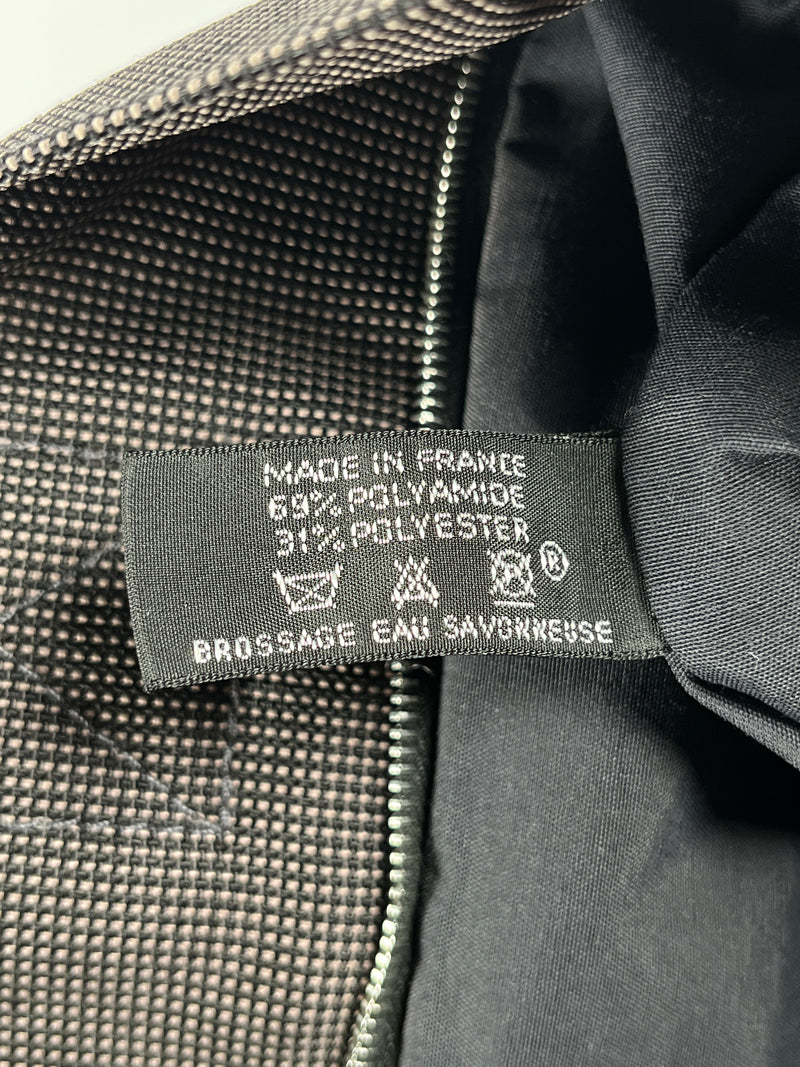 MADE IN FRANCE
69% POLYAMIDE
31% POLYESTER
®
BROSSAGE EAU SAVONNEUSE